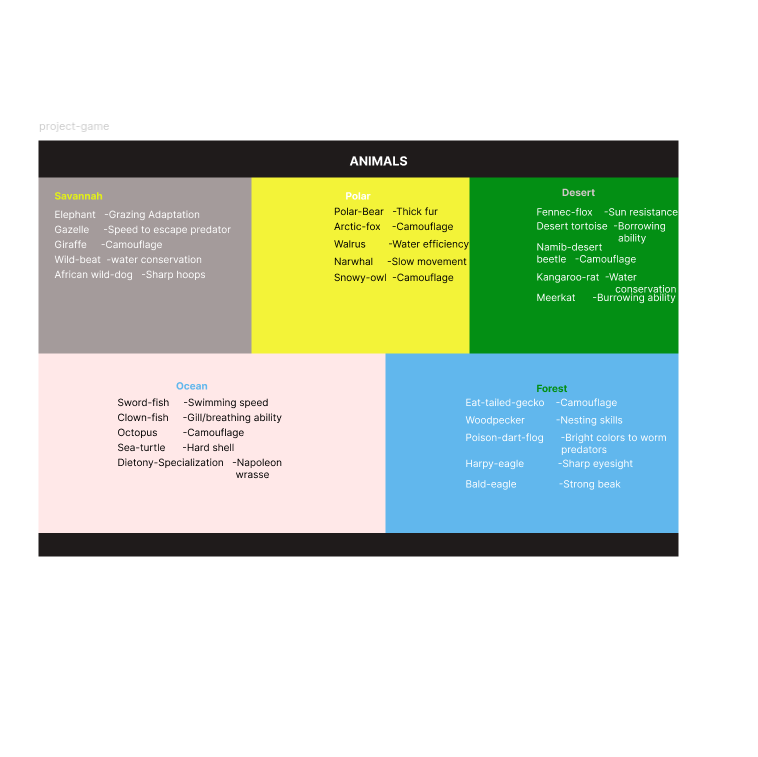 project-game
ANIMALS
Savannah
Elephant -Grazing Adaptation
Gazelle -Speed to escape predator
Giraffe -Camouflage
Wild-beat -water conservation
African wild-dog -Sharp hoops
Polar
Polar-Bear -Thick fur
Arctic-fox -Camouflage
Walrus -Water efficiency
Narwhal -Slow movement
Snowy-owl -Camouflage
Desert
Fennec-flox -Sun resistance
Desert tortoise -Borrowing
ability
Namib-desert
beetle -Camouflage
Kangaroo-rat -Water
conservation
Meerkat -Burrowing ability
Ocean
Sword-fish -Swimming speed
Clown-fish -Gill/breathing ability
Octopus -Camouflage
Sea-turtle -Hard shell
Dietony-Specialization -Napoleon
wrasse
Forest
Eat-tailed-gecko -Camouflage
Woodpecker -Nesting skills
Poison-dart-flog -Bright colors to worm
predators
Harpy-eagle -Sharp eyesight
Bald-eagle -Strong beak